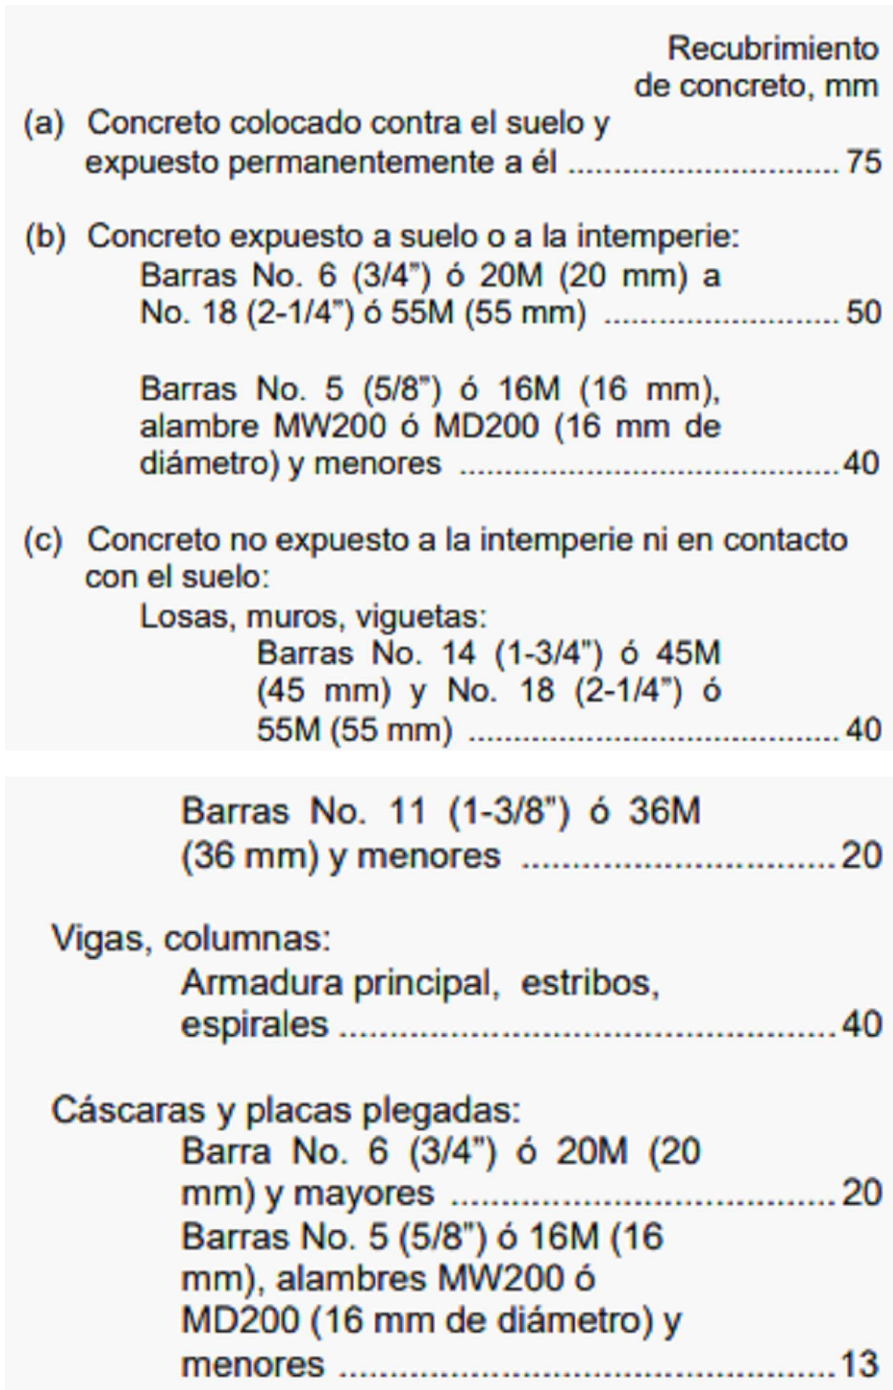 Recubrimiento
de concreto, mm
(a) Concreto colocado contra el suelo y
expuesto permanentemente a él ............................. 75
(b) Concreto expuesto a suelo o a la intemperie:
Barras No. 6 (3/4”) ó 20M (20 mm) a
No. 18 (2-1/4”) ó 55M (55 mm) ......................... 50
Barras No. 5 (5/8”) ó 16M (16 mm),
alambre MW200 ó MD200 (16 mm de
diámetro) y menores ........................................ 40
(c) Concreto no expuesto a la intemperie ni en contacto
con el suelo:
Losas, muros, viguetas:
Barras No. 14 (1-3/4”) ó 45M
(45 mm) y No. 18 (2-1/4”) ó
55M (55 mm) ....................................... 40
Barras No. 11 (1-3/8”) ó 36M
(36 mm) y menores ............................... 20
Vigas, columnas:
Armadura principal, estribos,
espirales ................................................. 40
Cáscaras y placas plegadas:
Barra No. 6 (3/4”) ó 20M (20
mm) y mayores ...................................... 20
Barras No. 5 (5/8”) ó 16M (16
mm), alambres MW200 ó
MD200 (16 mm de diámetro) y
menores ................................................. 13